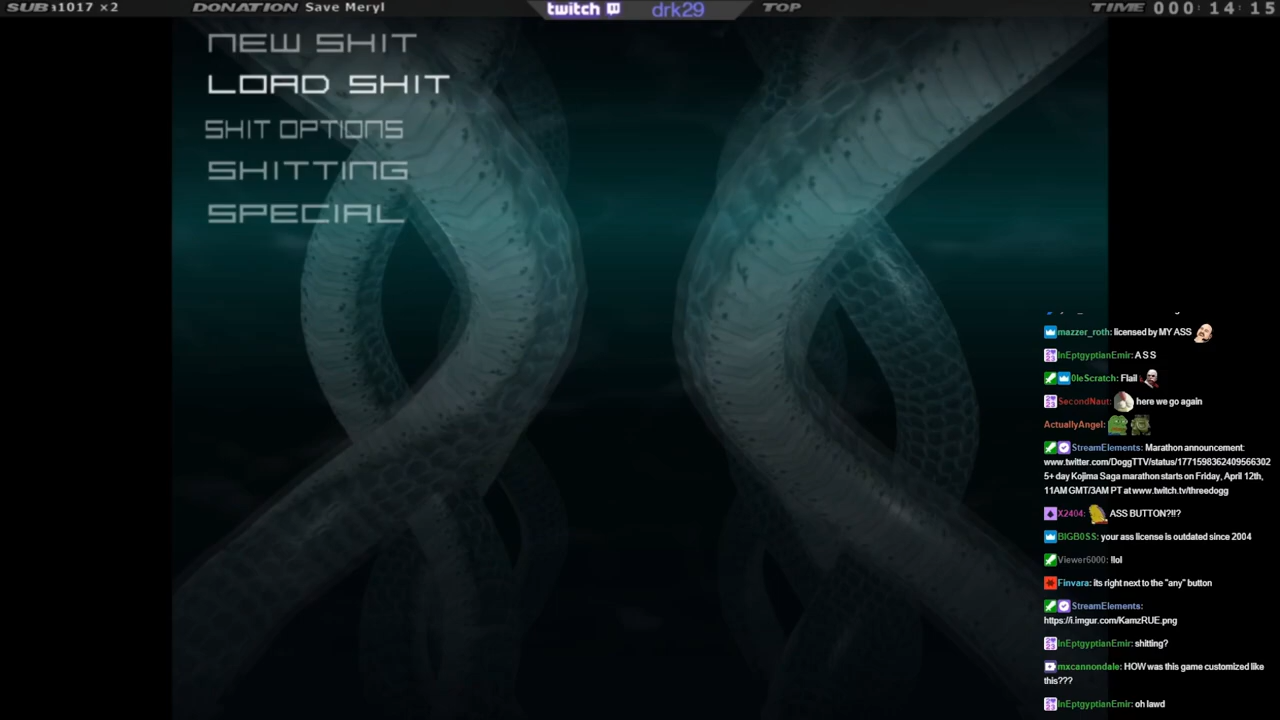 SUB a1017 ×2 DONATION Save Meryl twitch drk29 TOP TIME 000:14:15
NEW SHIT
LOAD SHIT
SHIT OPTIONS
SHITTING
SPECIAL
mazzer_roth: licensed by MY ASS
InEptgyptianEmir: A S S
0leScratch: Flail
SecondNaut: here we go again
ActuallyAngel:
StreamElements: Marathon announcement:
www.twitter.com/DoggTTV/status/1771598362409566302
5+ day Kojima Saga marathon starts on Friday, April 12th,
11AM GMT/3AM PT at www.twitch.tv/threedogg
X2404: ASS BUTTON?!!?
BIGB0SS: your ass license is outdated since 2004
Viewer6000: !lol
Finvara: its right next to the "any" button
StreamElements:
https://i.imgur.com/KamzRUE.png
InEptgyptianEmir: shitting?
mxcannondale: HOW was this game customized like
this???
InEptgyptianEmir: oh lawd